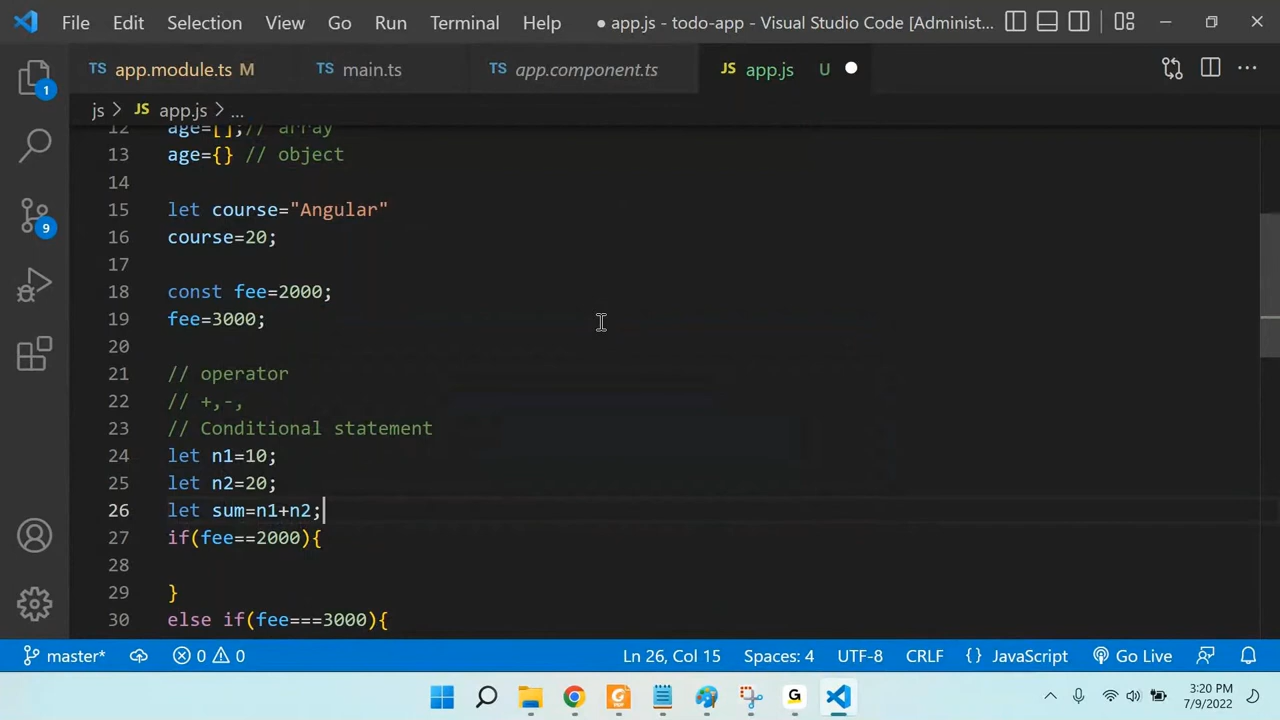 File Edit Selection View Go Run Terminal Help ● app.js - todo-app - Visual Studio Code [Administ...
TS app.module.ts M TS main.ts TS app.component.ts JS app.js U
js > JS app.js > ...
1
9
12 age=[];// array
13 age={} // object
14
15 let course="Angular"
16 course=20;
17
18 const fee=2000;
19 fee=3000;
20
21 // operator
22 // +,-,
23 // Conditional statement
24 let n1=10;
25 let n2=20;
26 let sum=n1+n2;
27 if(fee==2000){
28
29 }
30 else if(fee===3000){
master* 0 0 Ln 26, Col 15 Spaces: 4 UTF-8 CRLF {} JavaScript Go Live
G 3:20 PM
7/9/2022